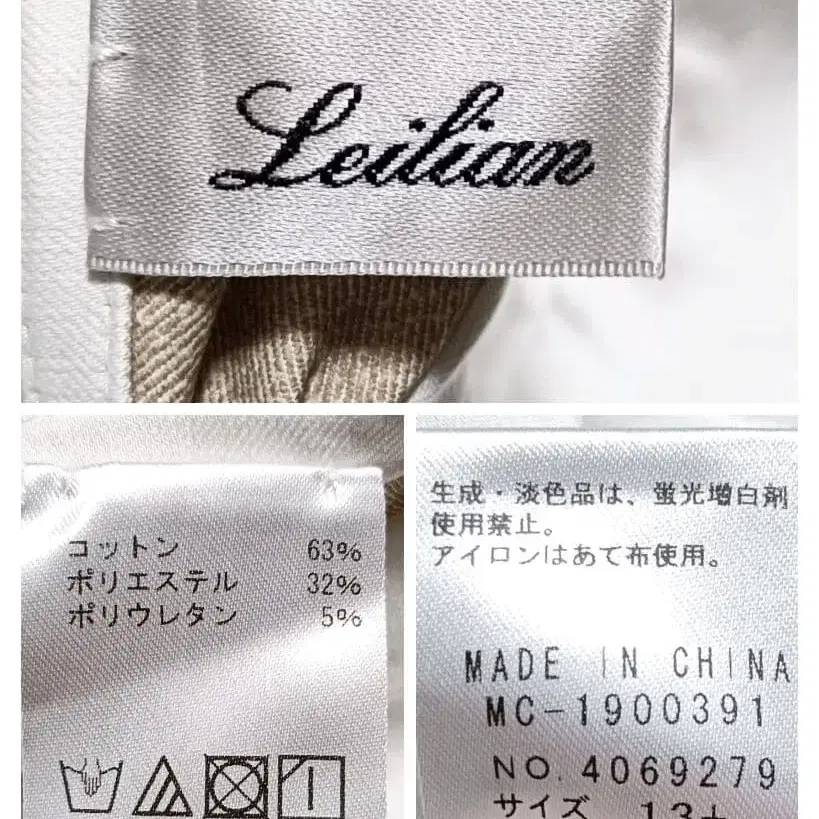 Leilian
コットン 63%
ポリエステル 32%
ポリウレタン 5%
生成・淡色品は、蛍光増白剤
使用禁止。
アイロンはあて布使用。
MADE IN CHINA
MC-1900391
NO. 4069279
サイズ 13+